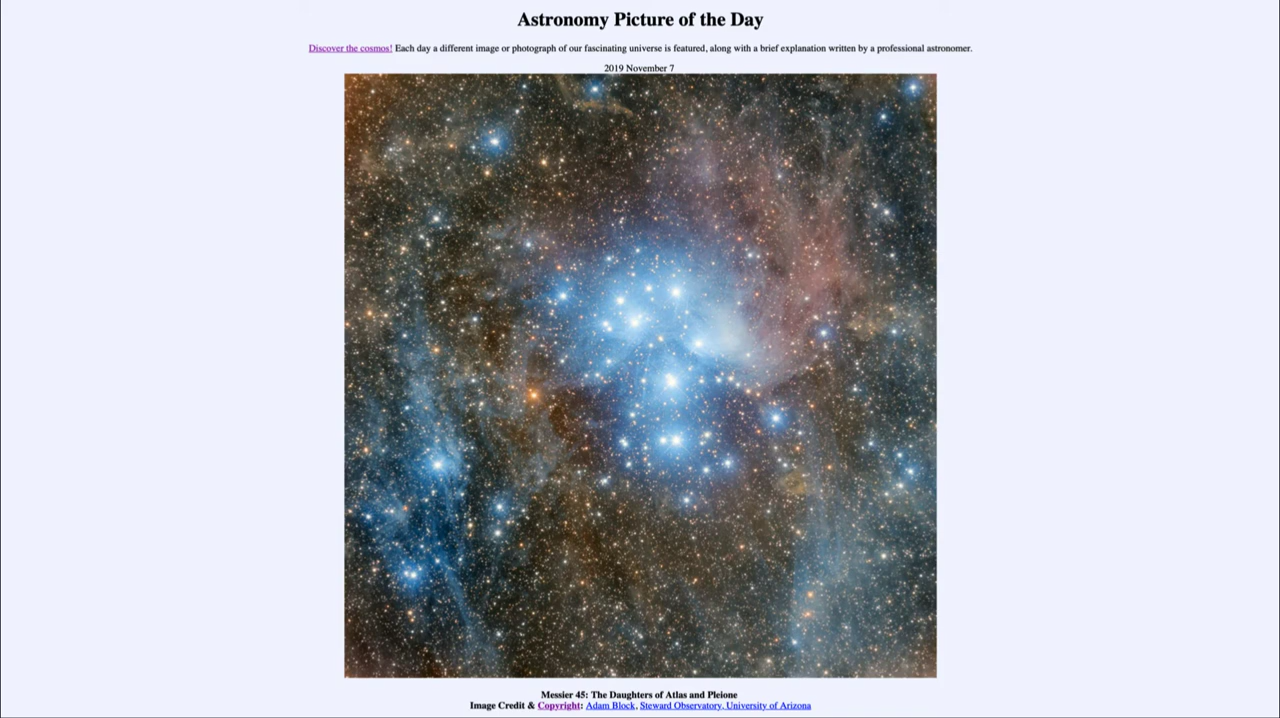 Astronomy Picture of the Day
Discover the cosmos! Each day a different image or photograph of our fascinating universe is featured, along with a brief explanation written by a professional astronomer.
2019 November 7
Messier 45: The Daughters of Atlas and Pleione
Image Credit & Copyright: Adam Block, Steward Observatory, University of Arizona